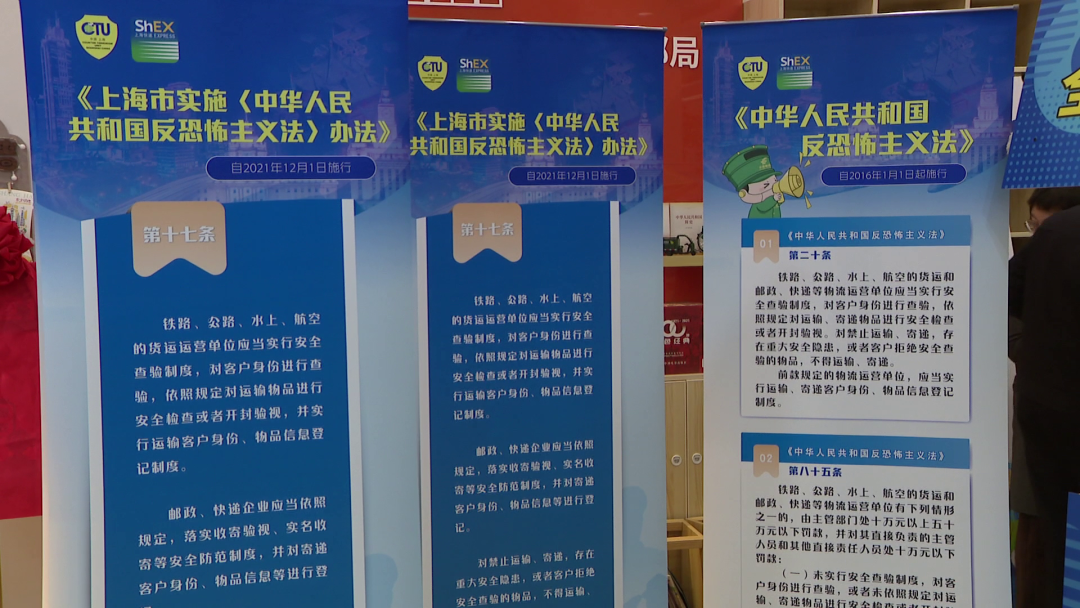 CTU
ShEX
上海快递 EXPRESS
《上海市实施〈中华人民
共和国反恐怖主义法〉办法》
自2021年12月1日施行
第十七条
铁路、公路、水上、航空
的货运运营单位应当实行安全
查验制度，对客户身份进行查
验，依照规定对运输物品进行
安全检查或者开封验视，并实
行运输客户身份、物品信息登
记制度。
邮政、快递企业应当依照
规定，落实收寄验视、实名收
寄等安全防范制度，并对寄递
客户身份、物品信息等进行登
CTU
ShEX
《上海市实施〈中华人民
共和国反恐怖主义法〉办法》
自2021年12月1日施行
第十七条
铁路、公路、水上、航空
的货运运营单位应当实行安全
查验制度，对客户身份进行查
验，依照规定对运输物品进行
安全检查或者开封验视，并实
行运输客户身份、物品信息登
记制度。
邮政、快递企业应当依照
规定，落实收寄验视、实名收
寄等安全防范制度，并对寄递
客户身份、物品信息等进行登
记。
对禁止运输、寄递，存在
重大安全隐患，或者客户拒绝
安全查验的物品，不得运输、
局
CTU
ShEX
《中华人民共和国
反恐怖主义法》
自2016年1月1日起施行
01
《中华人民共和国反恐怖主义法》
第二十条
铁路、公路、水上、航空的货运和
邮政、快递等物流运营单位应当实行安
全查验制度，对客户身份进行查验，依
照规定对运输、寄递物品进行安全检查
或者开封验视。对禁止运输、寄递，存
在重大安全隐患，或者客户拒绝安全查
验的物品，不得运输、寄递。
前款规定的物流运营单位，应当实
行运输、寄递客户身份、物品信息登记
制度。
02
《中华人民共和国反恐怖主义法》
第八十五条
铁路、公路、水上、航空的货运和
邮政、快递等物流运营单位有下列情形
之一的，由主管部门处十万元以上五十
万元以下罚款，并对其直接负责的主管
人员和其他直接责任人员处十万元以下
罚款：
（一）未实行安全查验制度，对客
户身份进行查验，或者未依照规定对运
输、寄递物品进行安全检查或者开